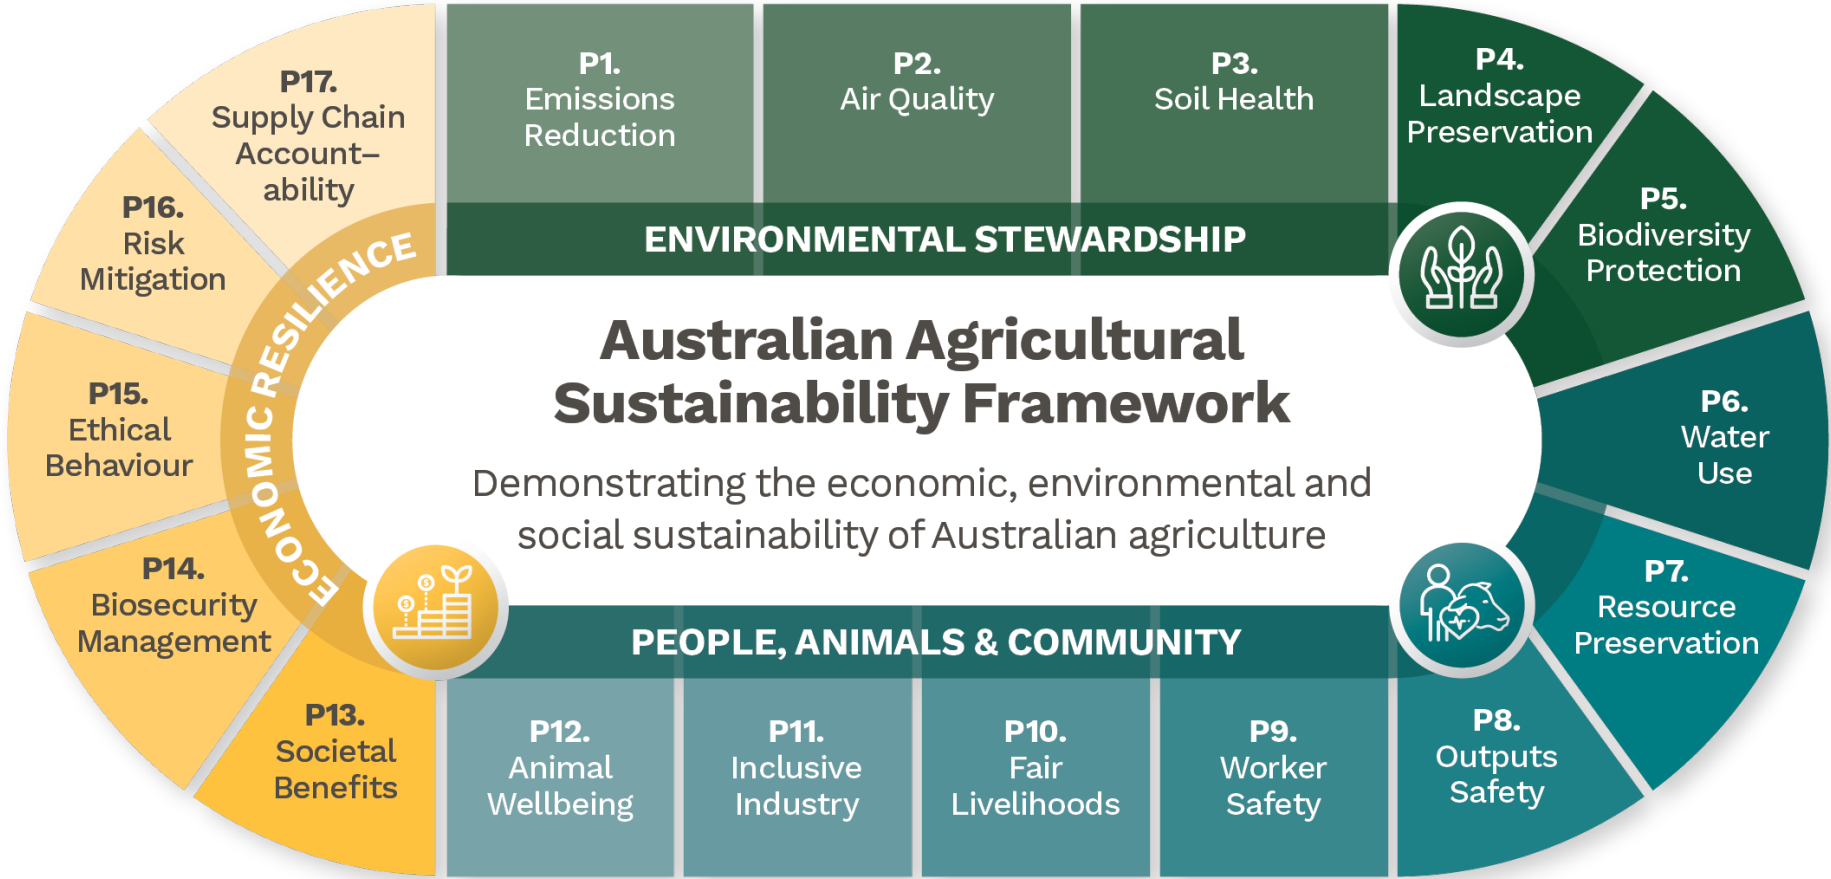 P1.
Emissions
Reduction
P2.
Air Quality
P3.
Soil Health
P4.
Landscape
Preservation
P5.
Biodiversity
Protection
P6.
Water
Use
P7.
Resource
Preservation
P8.
Outputs
Safety
P9.
Worker
Safety
P10.
Fair
Livelihoods
P11.
Inclusive
Industry
P12.
Animal
Wellbeing
P13.
Societal
Benefits
P14.
Biosecurity
Management
P15.
Ethical
Behaviour
P16.
Risk
Mitigation
P17.
Supply Chain
Account–
ability
ENVIRONMENTAL STEWARDSHIP
ECONOMIC RESILIENCE
Australian Agricultural
Sustainability Framework
Demonstrating the economic, environmental and
social sustainability of Australian agriculture
PEOPLE, ANIMALS & COMMUNITY
$
$